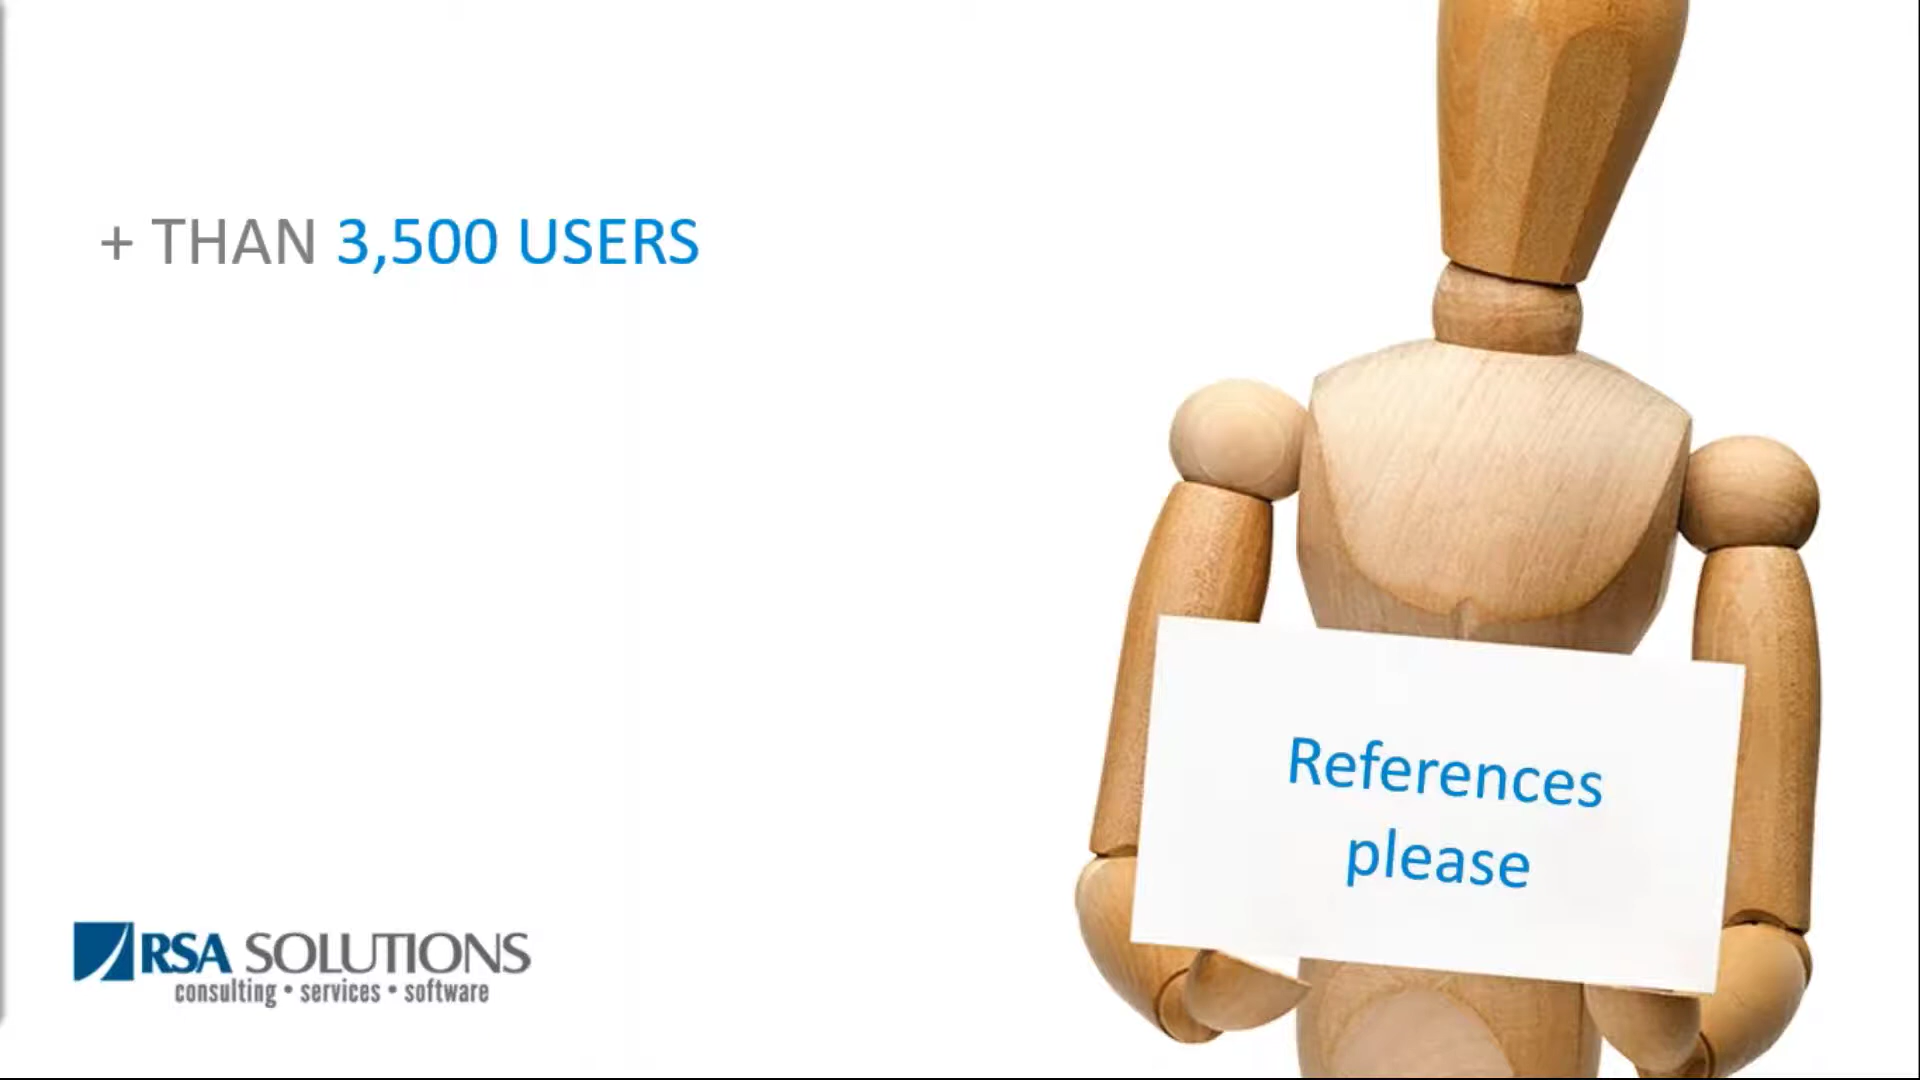 + THAN 3,500 USERS
References
please
RSA SOLUTIONS
consulting • services • software